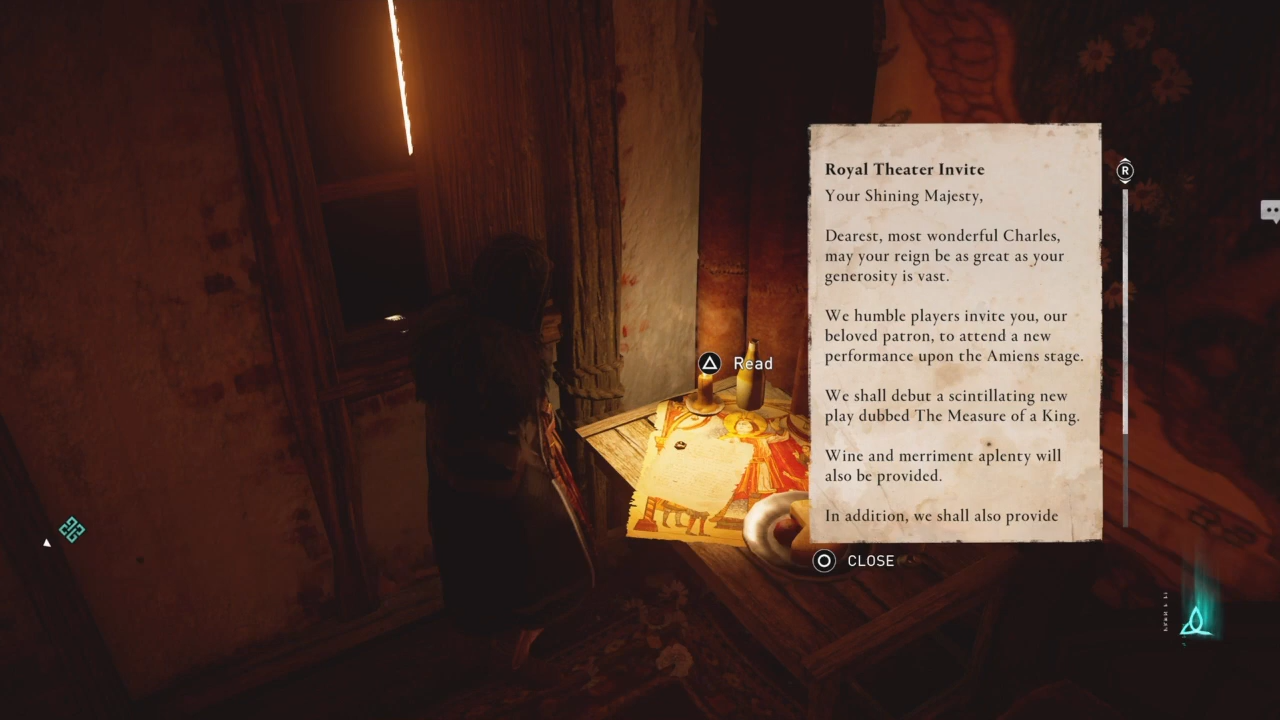 Royal Theater Invite
Your Shining Majesty,
Dearest, most wonderful Charles,
may your reign be as great as your
generosity is vast.
We humble players invite you, our
beloved patron, to attend a new
performance upon the Amiens stage.
We shall debut a scintillating new
play dubbed The Measure of a King.
Wine and merriment aplenty will
also be provided.
In addition, we shall also provide
R
Read
CLOSE